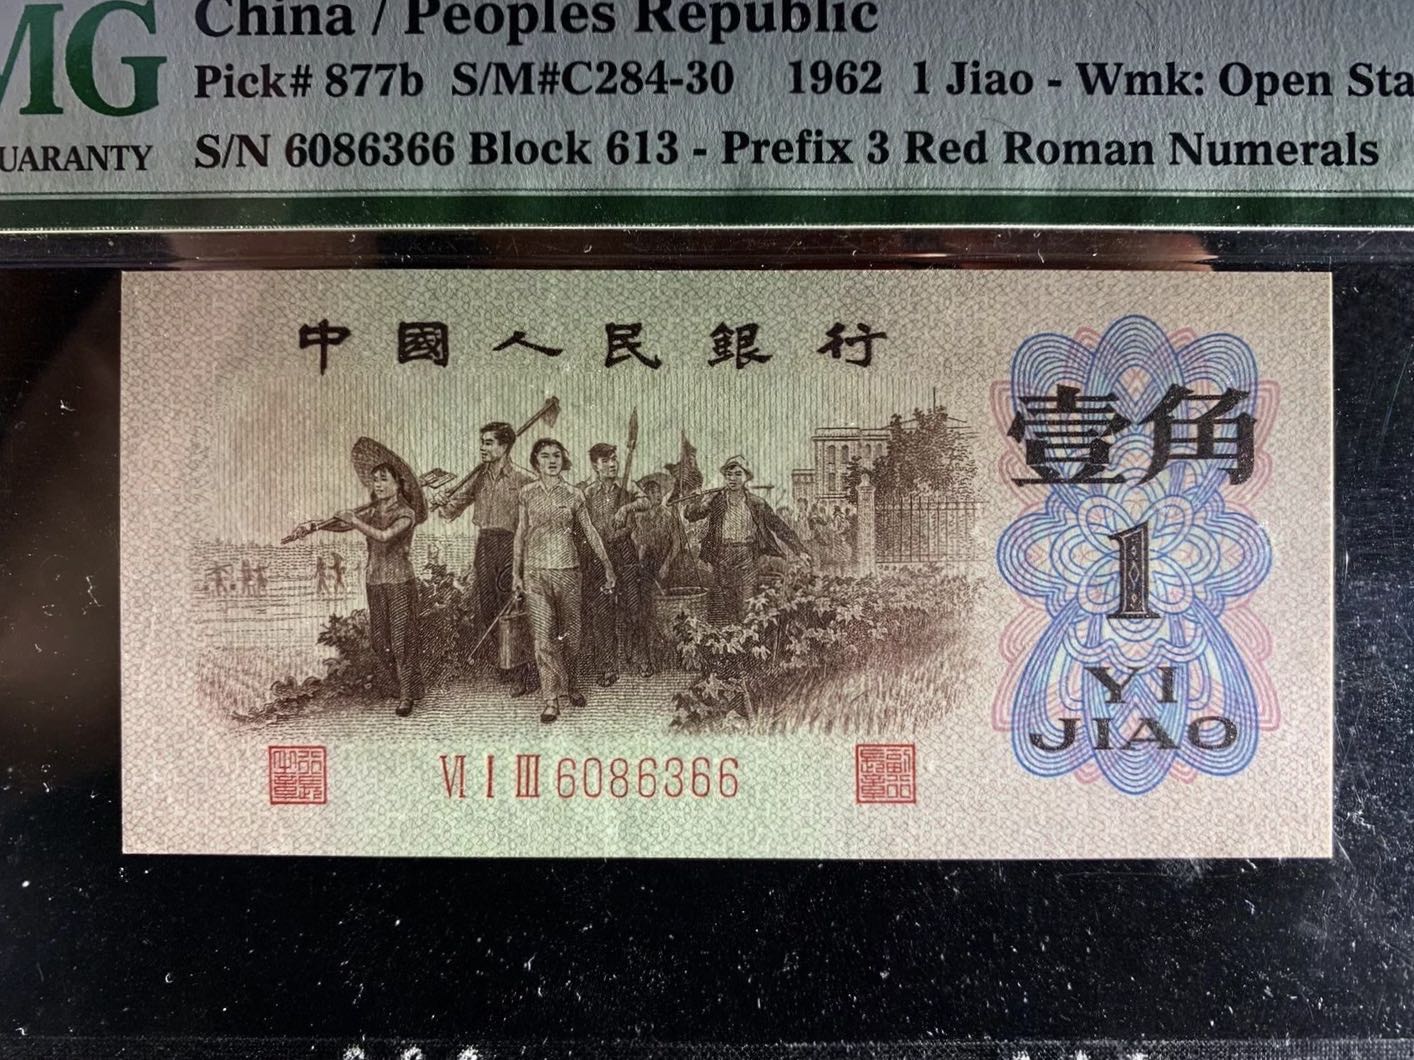 China / Peoples Republic
MG
Pick# 877b S/M#C284-30 1962 1 Jiao - Wmk: Open Sta
UARANTY
S/N 6086366 Block 613 - Prefix 3 Red Roman Numerals
中國人民銀行
壹角
1
YI
JIAO
VI I III 6086366